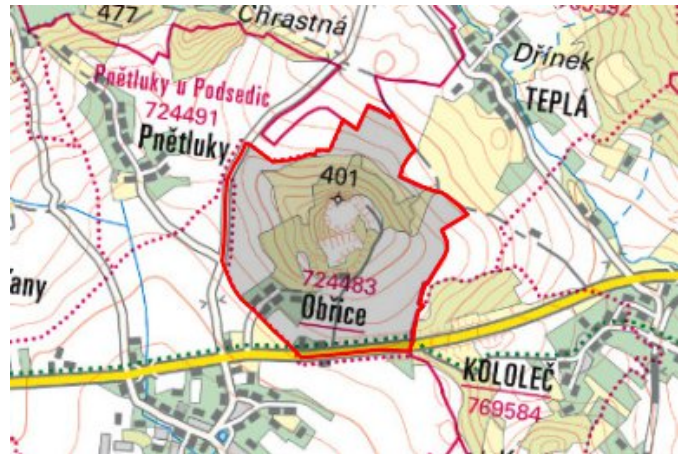 477
Chrastná
Dřínek
TEPLÁ
Pnětluky u Podsedic
724491
Pnětluky
401
724483
Obřice
KOLOLEČ
769584